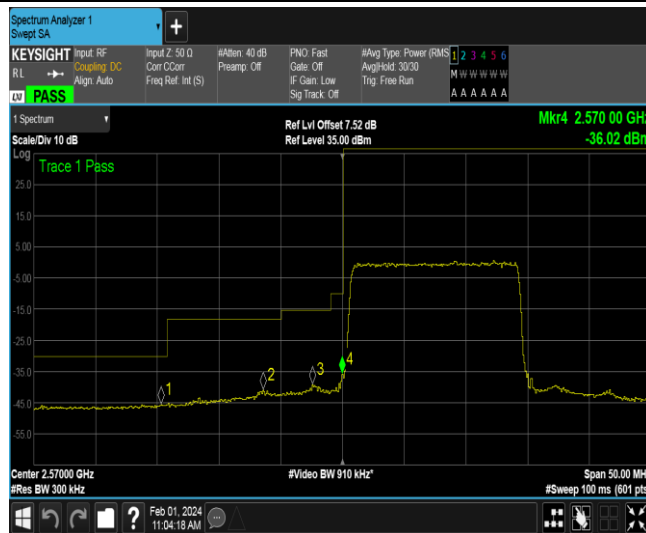 Spectrum Analyzer 1
Swept SA
+
KEYSIGHT Input: RF Input Z: 50 Ω #Atten: 40 dB PNO: Fast #Avg Type: Power (RMS 1 2 3 4 5 6
RL Coupling: DC Corr CCorr Preamp: Off Gate: Off Avg|Hold: 30/30 M W W W W W
Align: Auto Freq Ref: Int (S) IF Gain: Low Trig: Free Run
LXI PASS Sig Track: Off A A A A A A
1 Spectrum Ref Lvl Offset 7.52 dB Mkr4 2.570 00 GHz
Scale/Div 10 dB Ref Level 35.00 dBm -36.02 dBm
Log
Trace 1 Pass
25.0
15.0
5.00
-5.00
-15.0
-25.0
-35.0
-45.0
-55.0
1
2
3
4
Center 2.57000 GHz #Video BW 910 kHz* Span 50.00 MH
#Res BW 300 kHz #Sweep 100 ms (601 pts
? Feb 01, 2024
11:04:18 AM